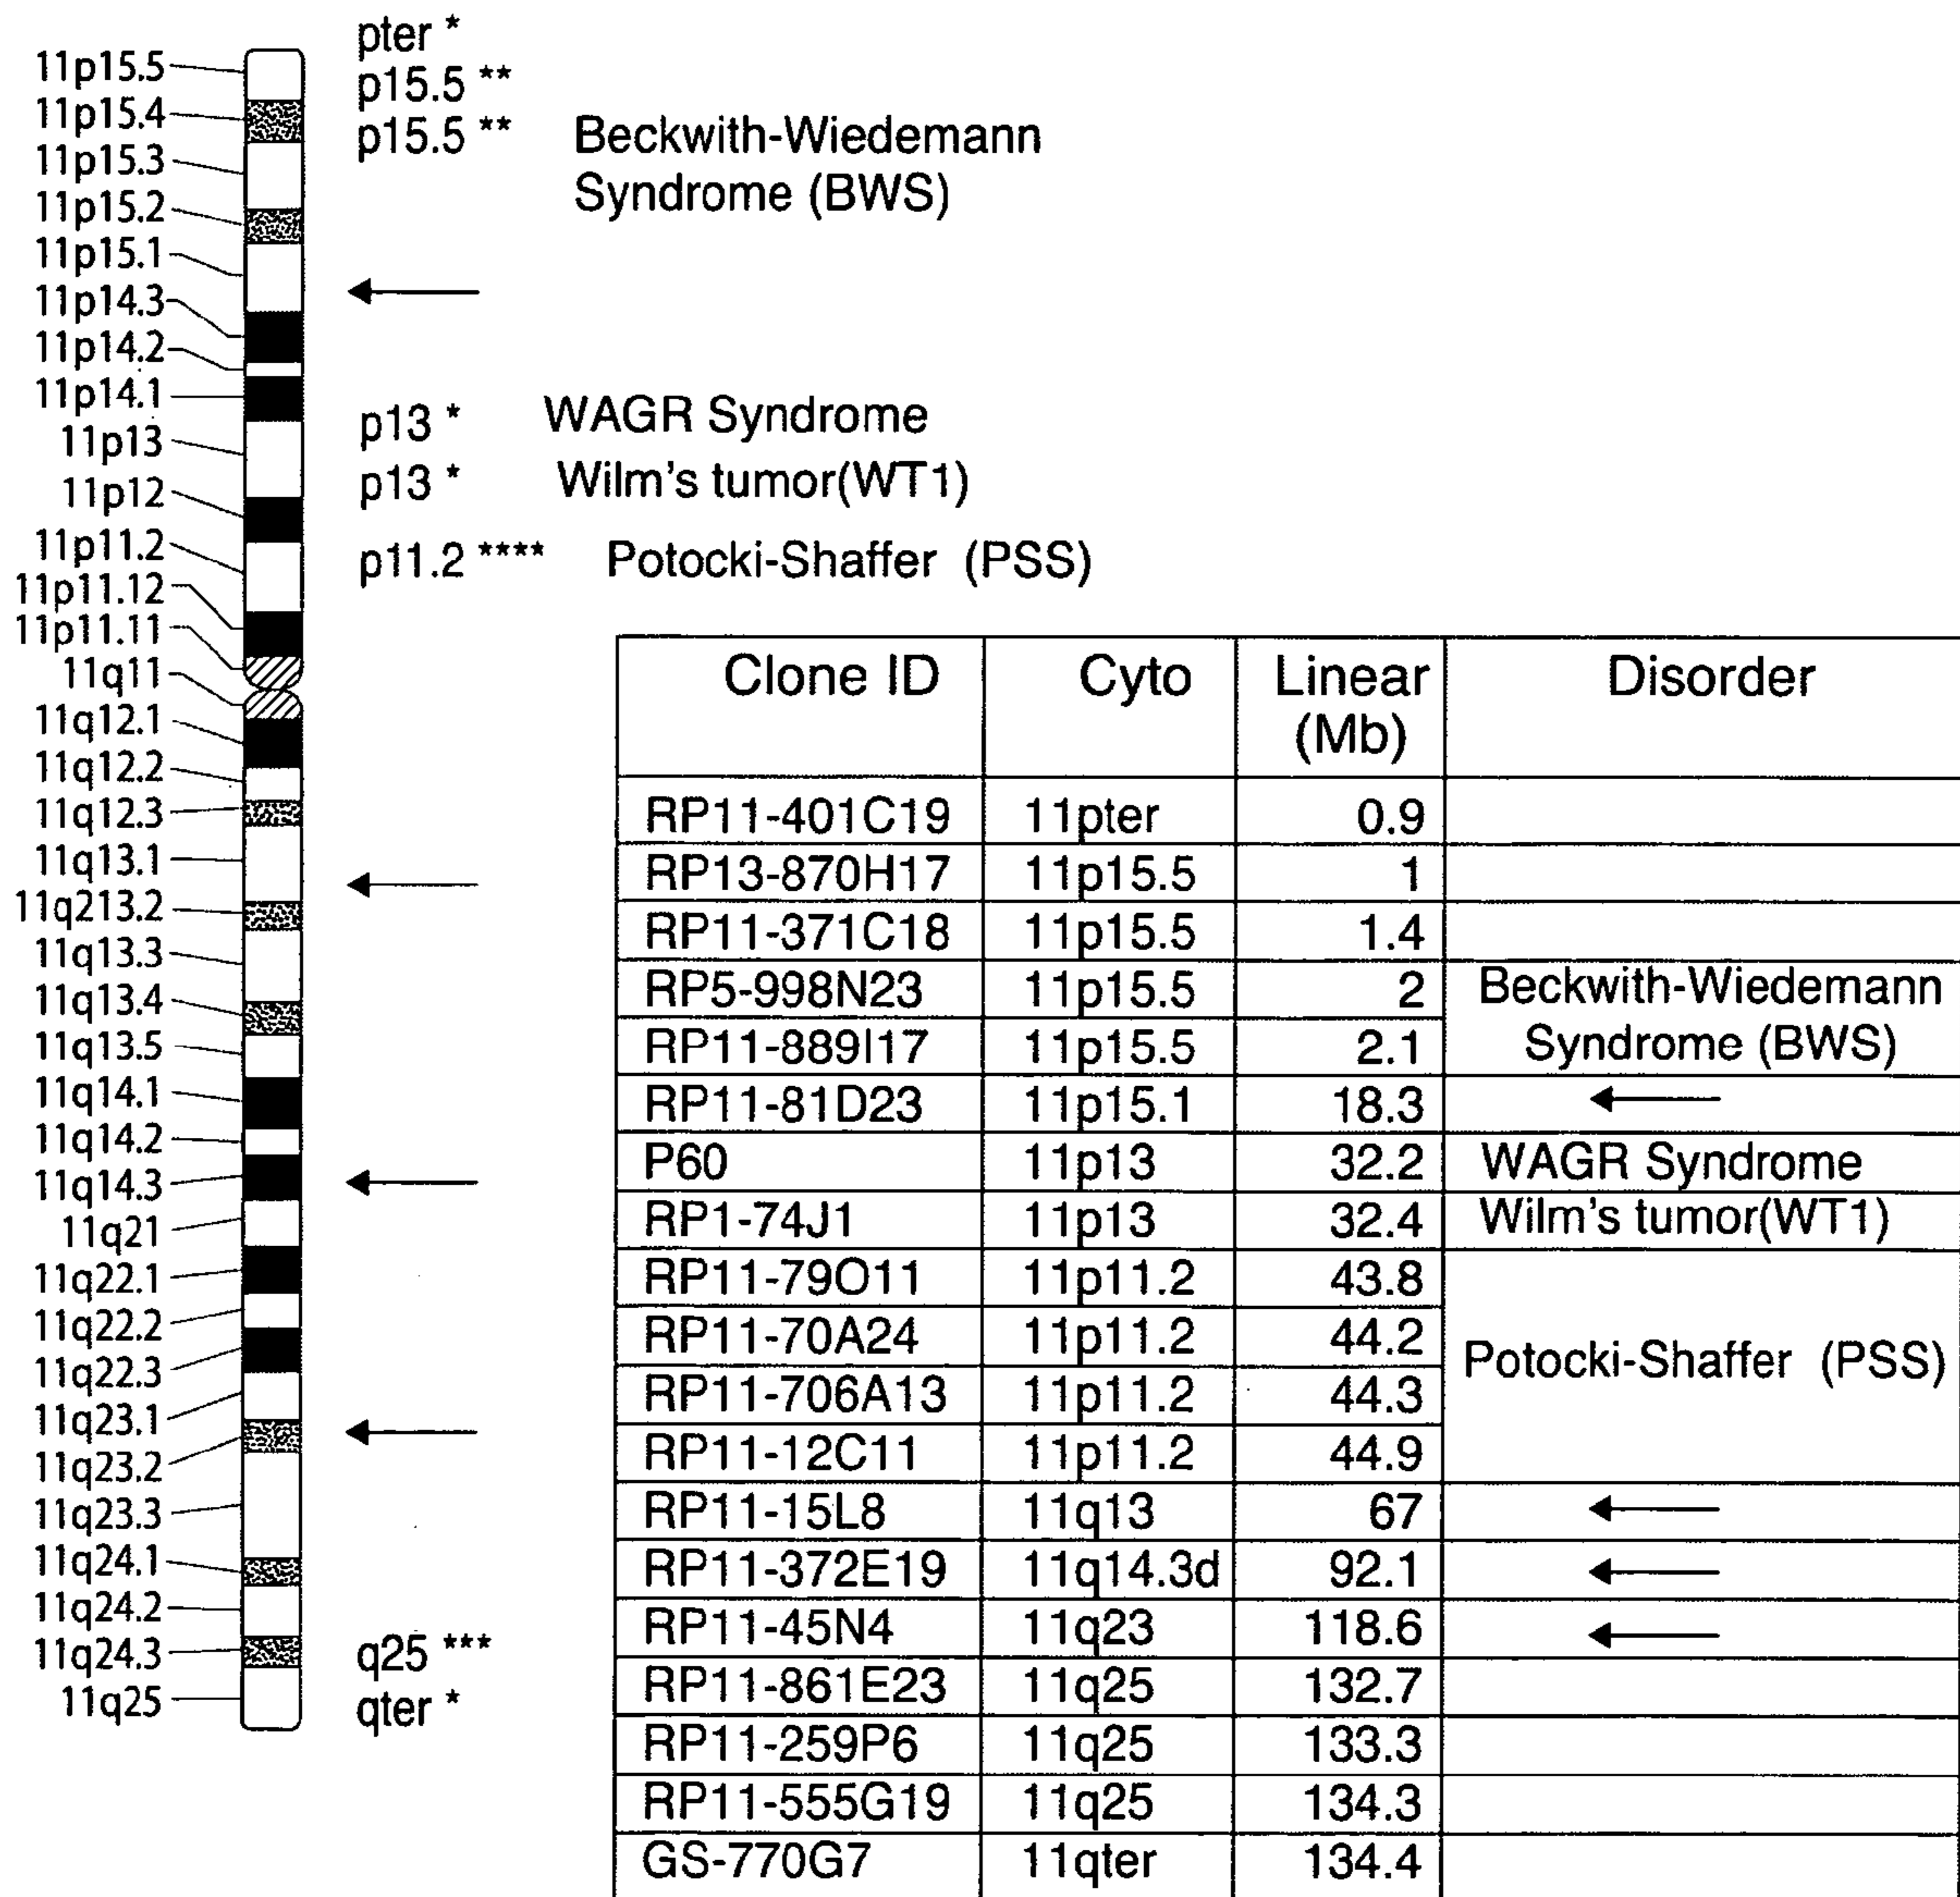 11p15.5
11p15.4
11p15.3
11p15.2
11p15.1
11p14.3
11p14.2
11p14.1
11p13
11p12
11p11.2
11p11.12
11p11.11
11q11
11q12.1
11q12.2
11q12.3
11q13.1
11q213.2
11q13.3
11q13.4
11q13.5
11q14.1
11q14.2
11q14.3
11q21
11q22.1
11q22.2
11q22.3
11q23.1
11q23.2
11q23.3
11q24.1
11q24.2
11q24.3
11q25
pter *
p15.5 **
p15.5 ** Beckwith-Wiedemann
Syndrome (BWS)
p13 * WAGR Syndrome
p13 * Wilm's tumor(WT1)
p11.2 **** Potocki-Shaffer (PSS)
q25 ***
qter *
Clone ID Cyto Linear Disorder
(Mb)
RP11-401C19 11pter 0.9
RP13-870H17 11p15.5 1
RP11-371C18 11p15.5 1.4
RP5-998N23 11p15.5 2 Beckwith-Wiedemann
RP11-889I17 11p15.5 2.1 Syndrome (BWS)
RP11-81D23 11p15.1 18.3 ←
P60 11p13 32.2 WAGR Syndrome
RP1-74J1 11p13 32.4 Wilm's tumor(WT1)
RP11-79O11 11p11.2 43.8
RP11-70A24 11p11.2 44.2
Potocki-Shaffer (PSS)
RP11-706A13 11p11.2 44.3
RP11-12C11 11p11.2 44.9
RP11-15L8 11q13 67 ←
RP11-372E19 11q14.3d 92.1 ←
RP11-45N4 11q23 118.6 ←
RP11-861E23 11q25 132.7
RP11-259P6 11q25 133.3
RP11-555G19 11q25 134.3
GS-770G7 11qter 134.4